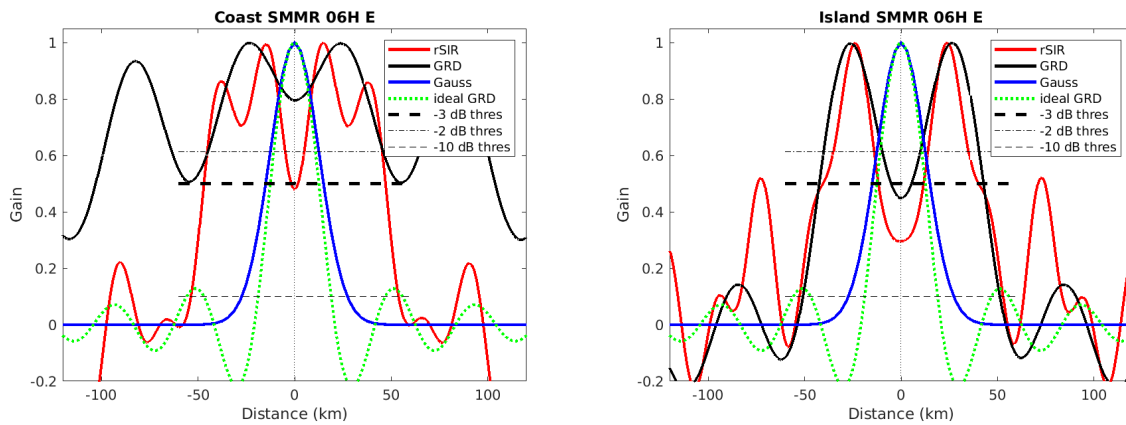 Coast SMMR 06H E
1
0.8
0.6
0.4
0.2
0
-0.2
Gain
-100
-50
0
50
100
Distance (km)
rSIR
GRD
Gauss
ideal GRD
-3 dB thres
-2 dB thres
-10 dB thres
Island SMMR 06H E
1
0.8
0.6
0.4
0.2
0
-0.2
Gain
-100
-50
0
50
100
Distance (km)
rSIR
GRD
Gauss
ideal GRD
-3 dB thres
-2 dB thres
-10 dB thres